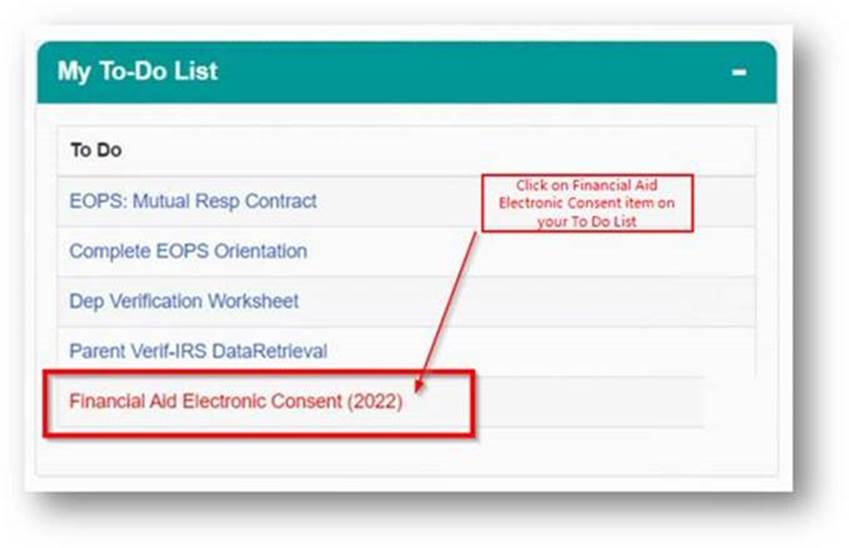 My To-Do List
To Do
EOPS: Mutual Resp Contract
Click on Financial Aid
Electronic Consent item on
your To Do List
Complete EOPS Orientation
Dep Verification Worksheet
Parent Verif-IRS DataRetrieval
Financial Aid Electronic Consent (2022)